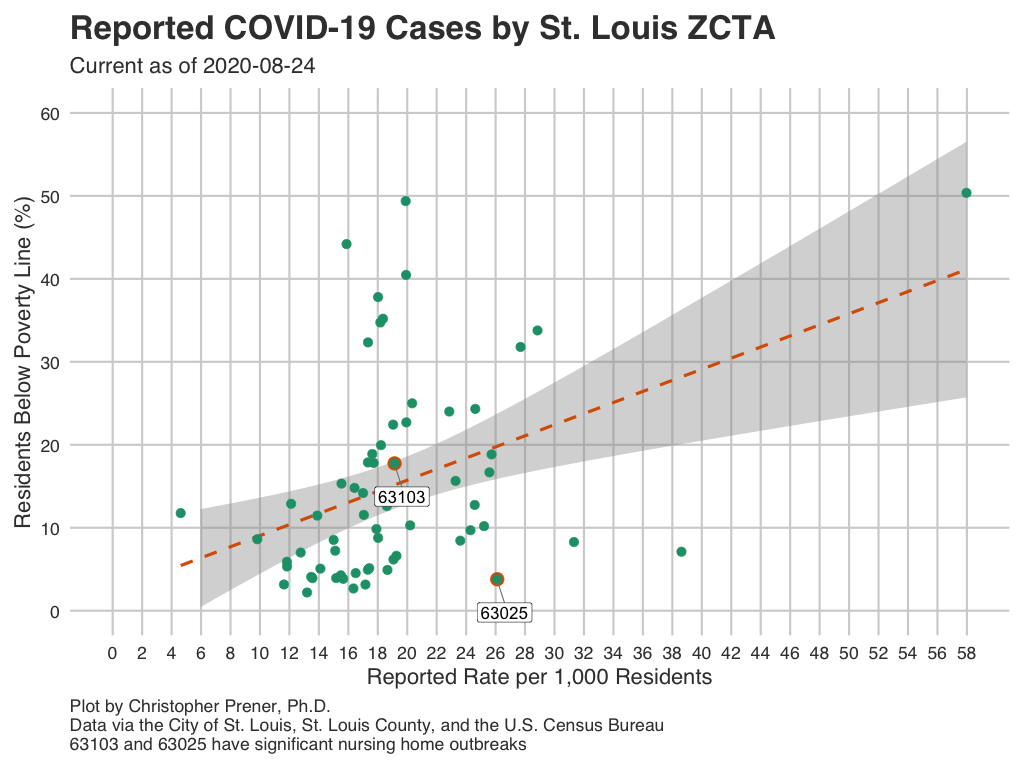 Reported COVID-19 Cases by St. Louis ZCTA
Current as of 2020-08-24
60
50
40
30
20
10
0
Residents Below Poverty Line (%)
63103
63025
0 2 4 6 8 10 12 14 16 18 20 22 24 26 28 30 32 34 36 38 40 42 44 46 48 50 52 54 56 58
Reported Rate per 1,000 Residents
Plot by Christopher Prener, Ph.D.
Data via the City of St. Louis, St. Louis County, and the U.S. Census Bureau
63103 and 63025 have significant nursing home outbreaks